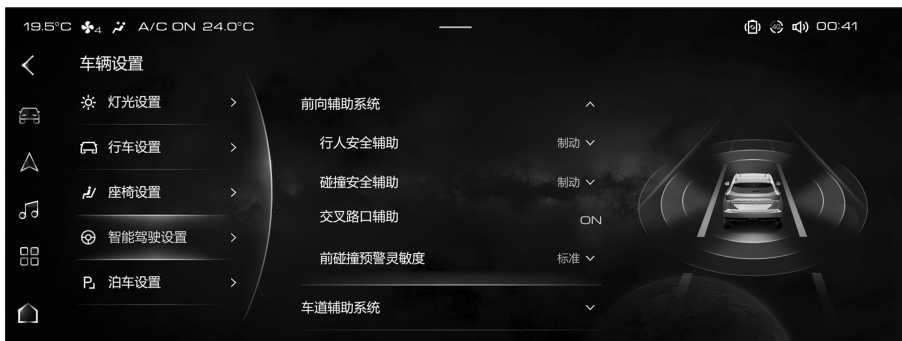 19.5°C 4 A/C ON 24.0°C 4G 00:41
车辆设置
灯光设置
行车设置
座椅设置
智能驾驶设置
P 泊车设置
前向辅助系统
行人安全辅助 制动
碰撞安全辅助 制动
交叉路口辅助 ON
前碰撞预警灵敏度 标准
车道辅助系统